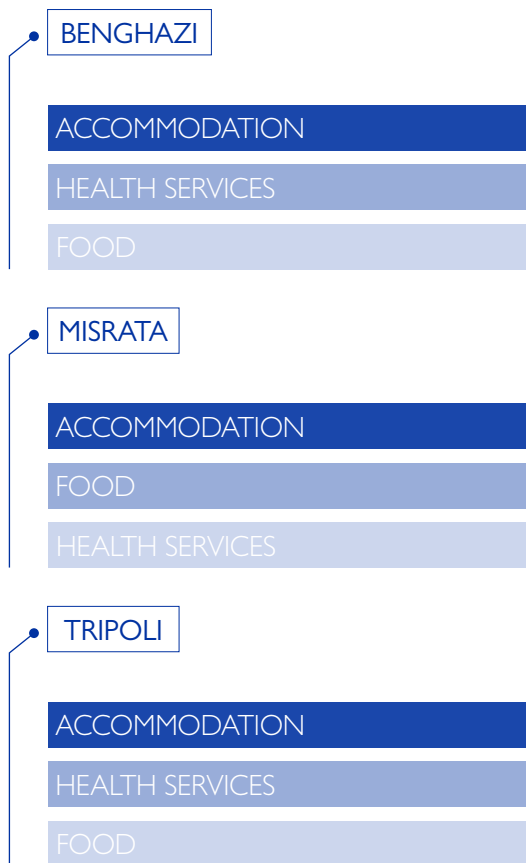 BENGHAZI
ACCOMMODATION
HEALTH SERVICES
FOOD
MISRATA
ACCOMMODATION
FOOD
HEALTH SERVICES
TRIPOLI
ACCOMMODATION
HEALTH SERVICES
FOOD